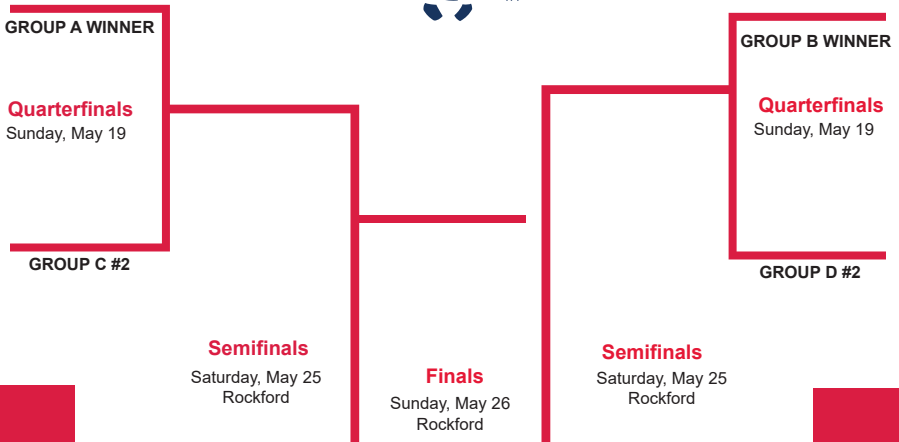 GROUP A WINNER
Quarterfinals
Sunday, May 19
GROUP C #2
GROUP B WINNER
Quarterfinals
Sunday, May 19
GROUP D #2
Semifinals
Saturday, May 25
Rockford
Finals
Sunday, May 26
Rockford
Semifinals
Saturday, May 25
Rockford